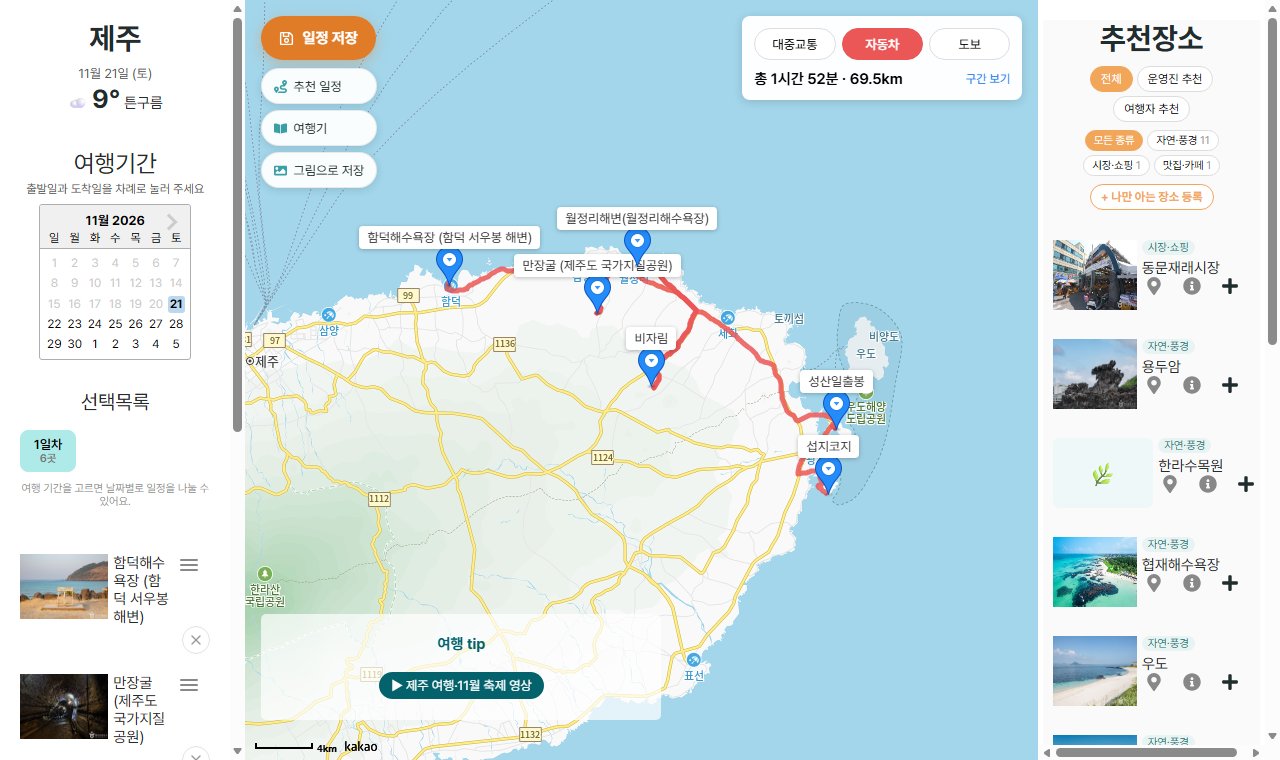 제주
11월 21일 (토)
9° 튼구름
여행기간
출발일과 도착일을 차례로 눌러 주세요
11월 2026
일 월 화 수 목 금 토
1 2 3 4 5 6 7
8 9 10 11 12 13 14
15 16 17 18 19 20 21
22 23 24 25 26 27 28
29 30 1 2 3 4 5
선택목록
1일차
6곳
여행 기간을 고르면 날짜별로 일정을 나눌 수
있어요.
함덕해수
욕장 (함
덕 서우봉
해변)
만장굴
(제주도
국가지질
공원)
일정 저장
추천 일정
여행기
그림으로 저장
대중교통
자동차
도보
총 1시간 52분 · 69.5km
구간 보기
월정리해변(월정리해수욕장)
함덕해수욕장 (함덕 서우봉 해변)
만장굴 (제주도 국가지질공원)
비자림
성산일출봉
섭지코지
함덕
삼양
제주
99
97
1136
1124
1112
1132
토끼섬
비양도
우도
우도해양
도립공원
한라산
국립공원
표선
여행 tip
▶ 제주 여행·11월 축제 영상
4km kakao
추천장소
전체
운영진 추천
여행자 추천
모든 종류
자연·풍경 11
시장·쇼핑 1
맛집·카페 1
+ 나만 아는 장소 등록
시장·쇼핑
동문재래시장
자연·풍경
용두암
자연·풍경
한라수목원
자연·풍경
협재해수욕장
자연·풍경
우도
자연·풍경